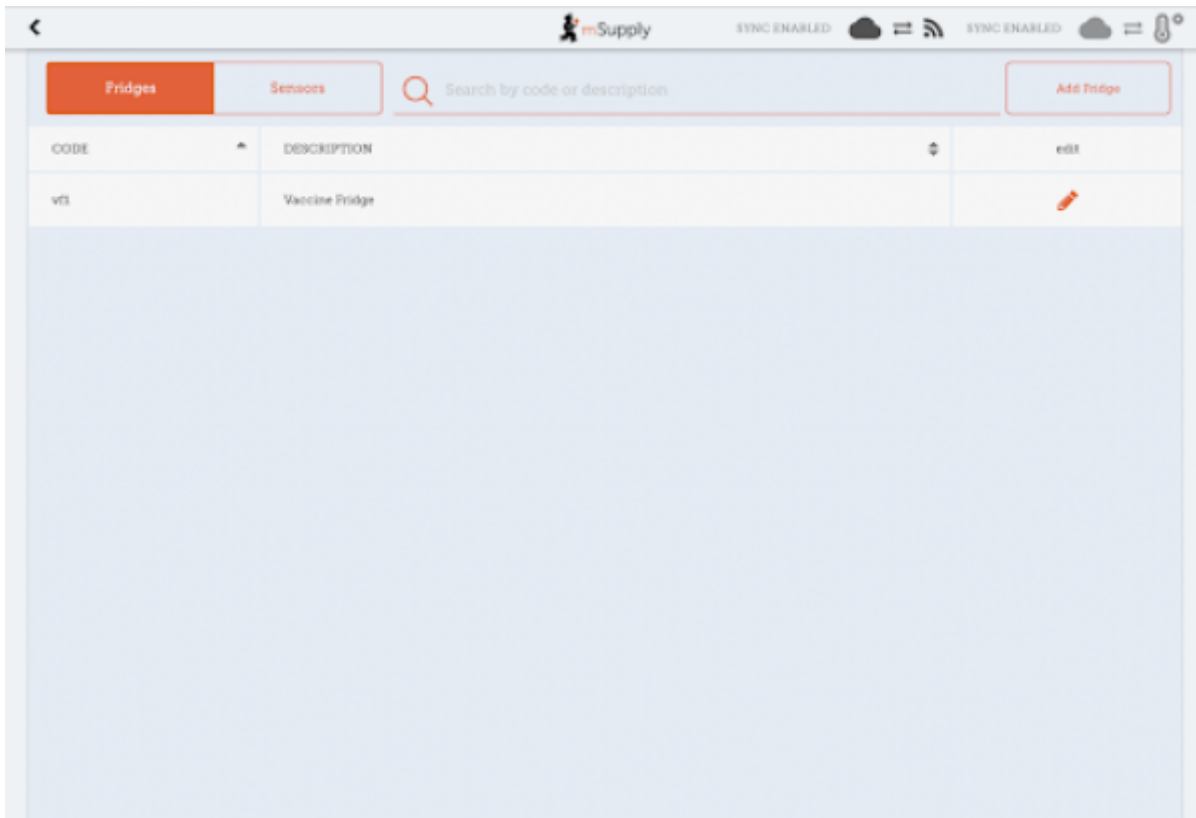 mSupply SYNC ENABLED SYNC ENABLED
Fridges Sensors Search by code or description Add Fridge
CODE DESCRIPTION edit
vf1 Vaccine Fridge